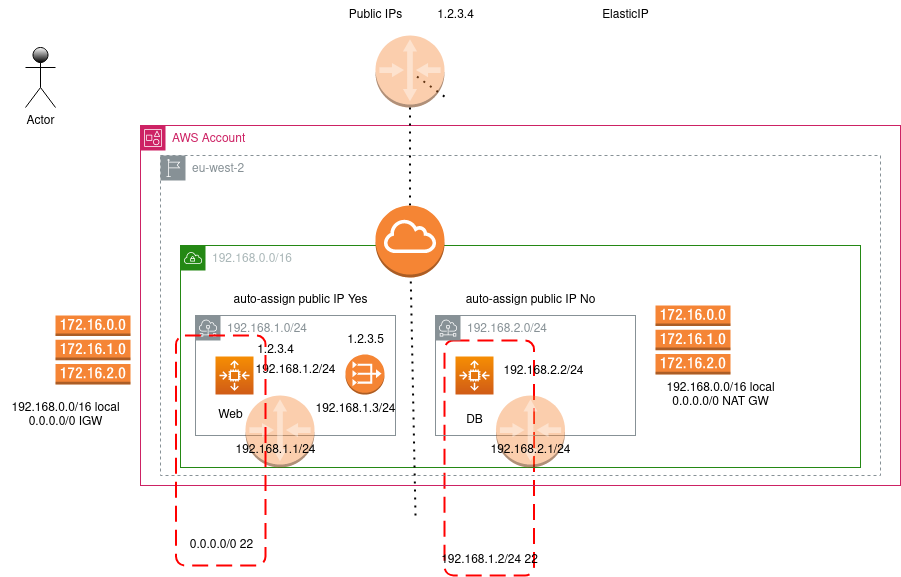 Public IPs 1.2.3.4 ElasticIP
Actor
AWS Account
eu-west-2
192.168.0.0/16
auto-assign public IP Yes
auto-assign public IP No
172.16.0.0
172.16.1.0
172.16.2.0
192.168.0.0/16 local
0.0.0.0/0 IGW
192.168.1.0/24
1.2.3.4
192.168.1.2/24
Web
1.2.3.5
192.168.1.3/24
192.168.1.1/24
192.168.2.0/24
192.168.2.2/24
DB
192.168.2.1/24
172.16.0.0
172.16.1.0
172.16.2.0
192.168.0.0/16 local
0.0.0.0/0 NAT GW
0.0.0.0/0 22
192.168.1.2/24 22